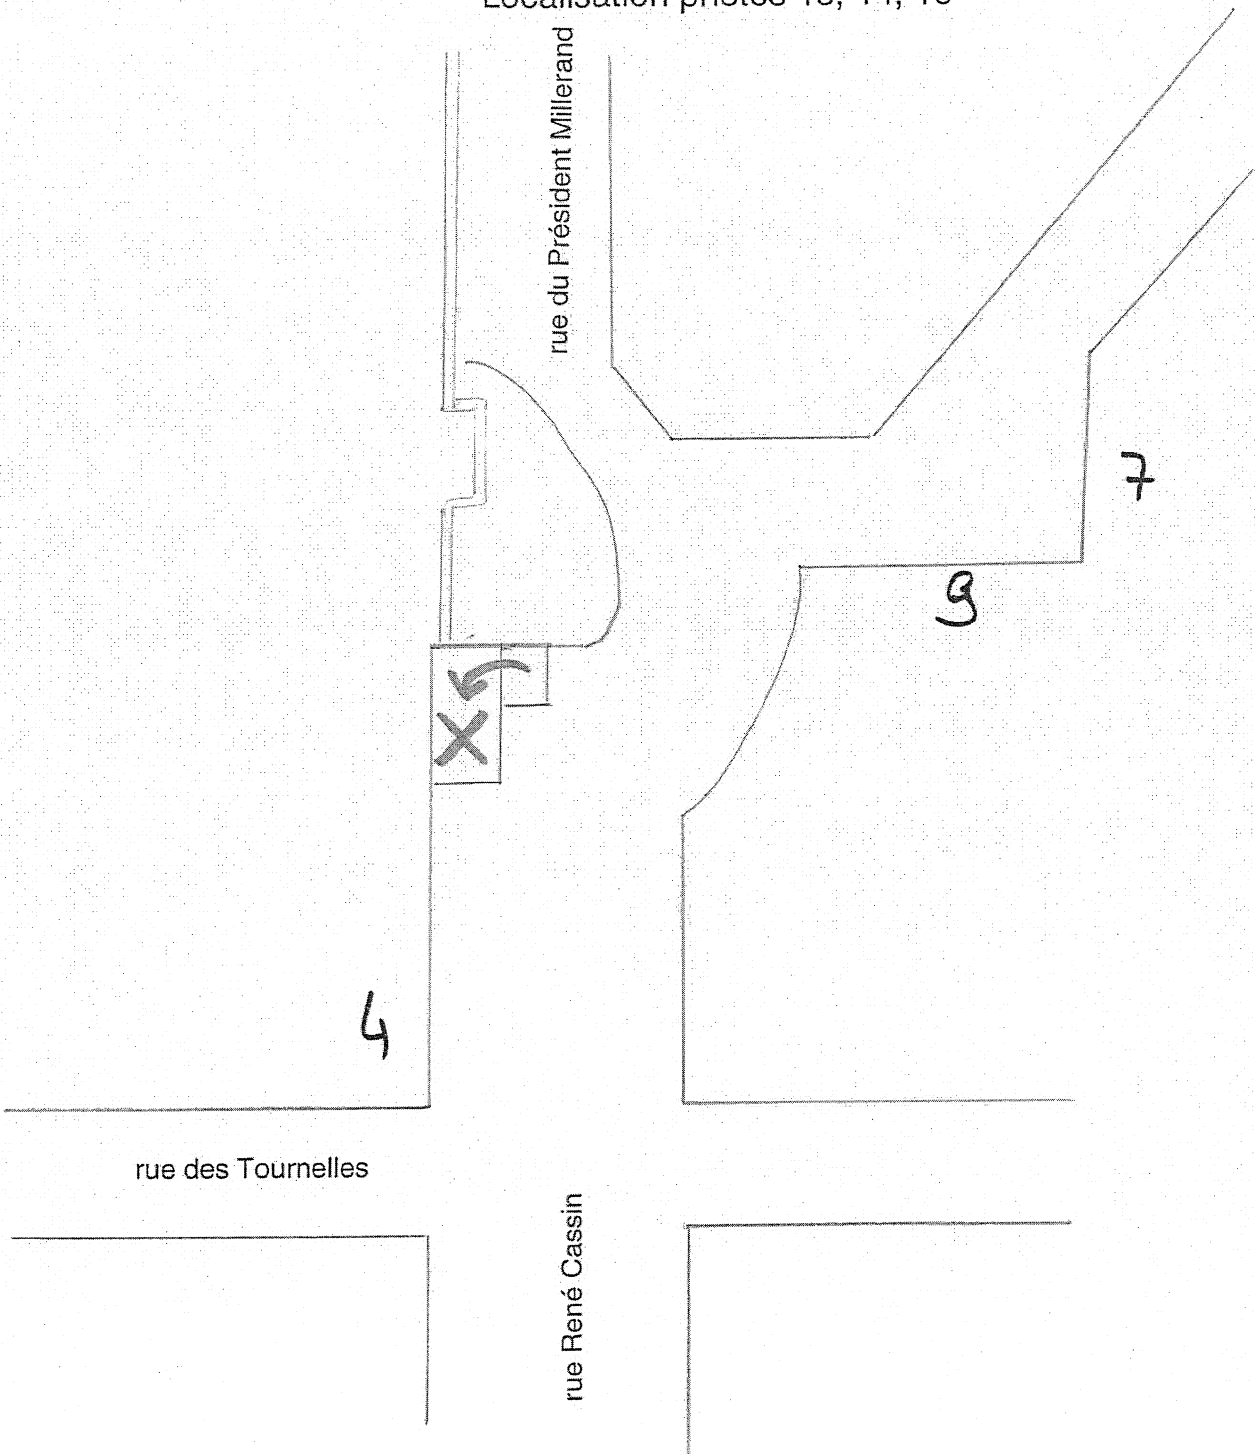 Localisation photos
rue du Président Millerand
7
9
4
rue des Tournelles
rue René Cassin